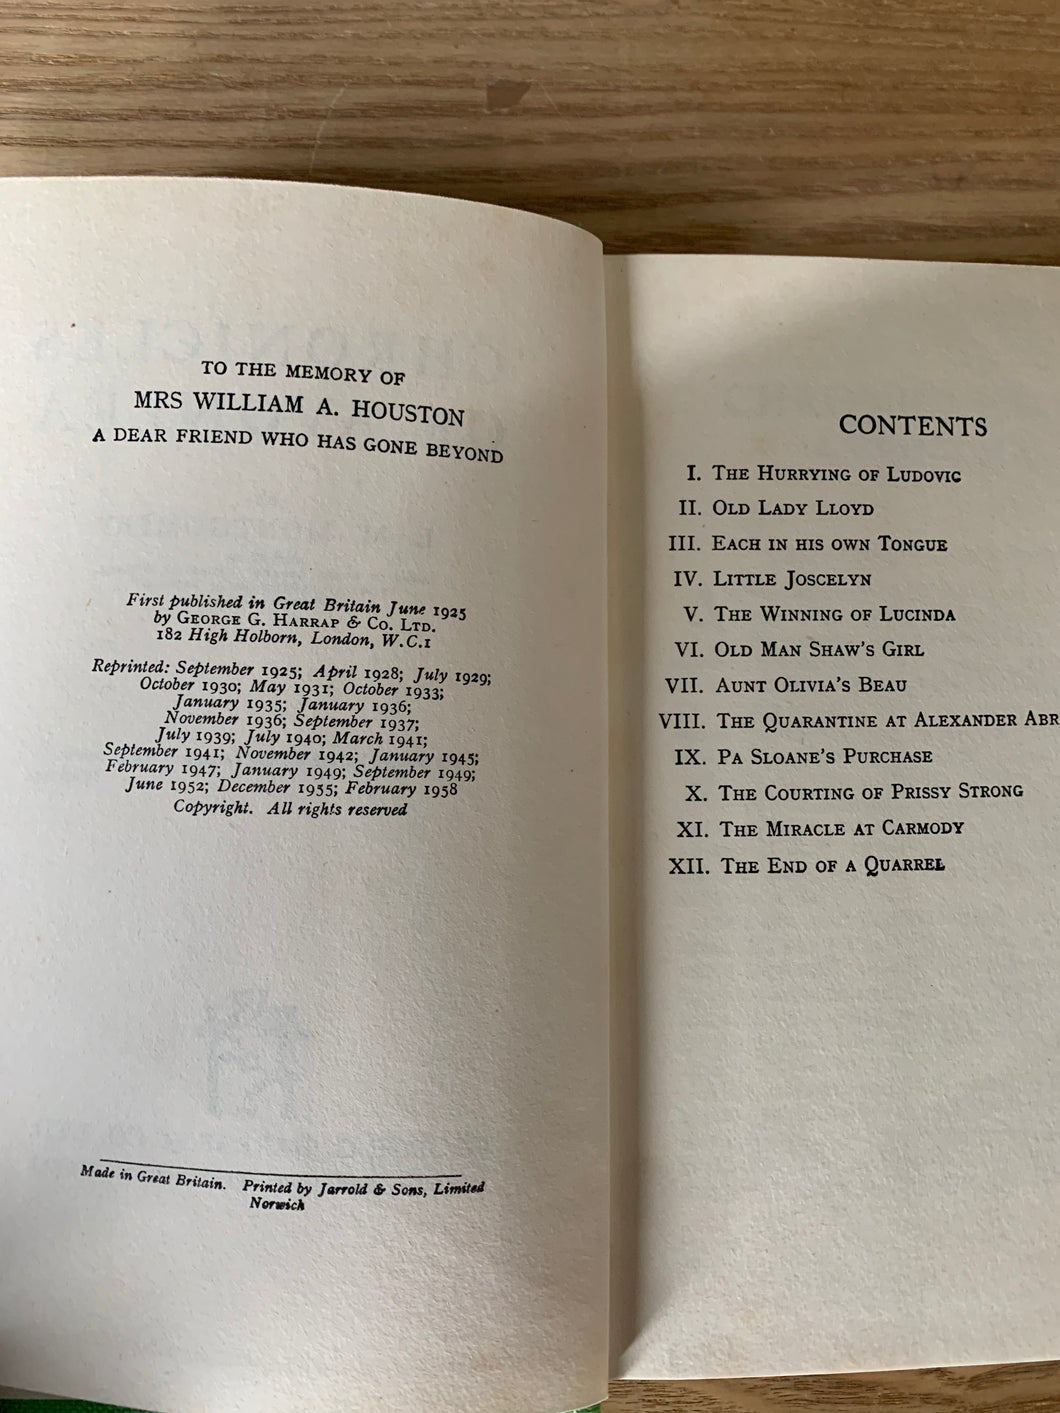 TO THE MEMORY OF
MRS WILLIAM A. HOUSTON
A DEAR FRIEND WHO HAS GONE BEYOND
First published in Great Britain June 1925
by GEORGE G. HARRAP & CO. LTD.
182 High Holborn, London, W.C.1
Reprinted: September 1925; April 1928; July 1929;
October 1930; May 1931; October 1933;
January 1935; January 1936;
November 1936; September 1937;
July 1939; July 1940; March 1941;
September 1941; November 1942; January 1945;
February 1947; January 1949; September 1949;
June 1952; December 1955; February 1958
Copyright. All rights reserved
Made in Great Britain. Printed by Jarrold & Sons, Limited
Norwich
CONTENTS
I. THE HURRYING OF LUDOVIC
II. OLD LADY LLOYD
III. EACH IN HIS OWN TONGUE
IV. LITTLE JOSCELYN
V. THE WINNING OF LUCINDA
VI. OLD MAN SHAW'S GIRL
VII. AUNT OLIVIA'S BEAU
VIII. THE QUARANTINE AT ALEXANDER ABR
IX. PA SLOANE'S PURCHASE
X. THE COURTING OF PRISSY STRONG
XI. THE MIRACLE AT CARMODY
XII. THE END OF A QUARREL